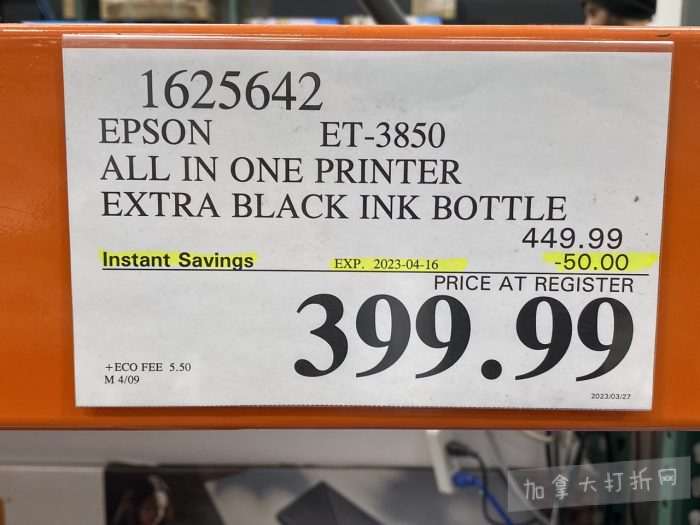 1625642
EPSON ET-3850
ALL IN ONE PRINTER
EXTRA BLACK INK BOTTLE
449.99
Instant Savings EXP. 2023-04-16 -50.00
PRICE AT REGISTER
399.99
+ECO FEE 5.50
M 4/09
2023/03/27
加拿大打折网